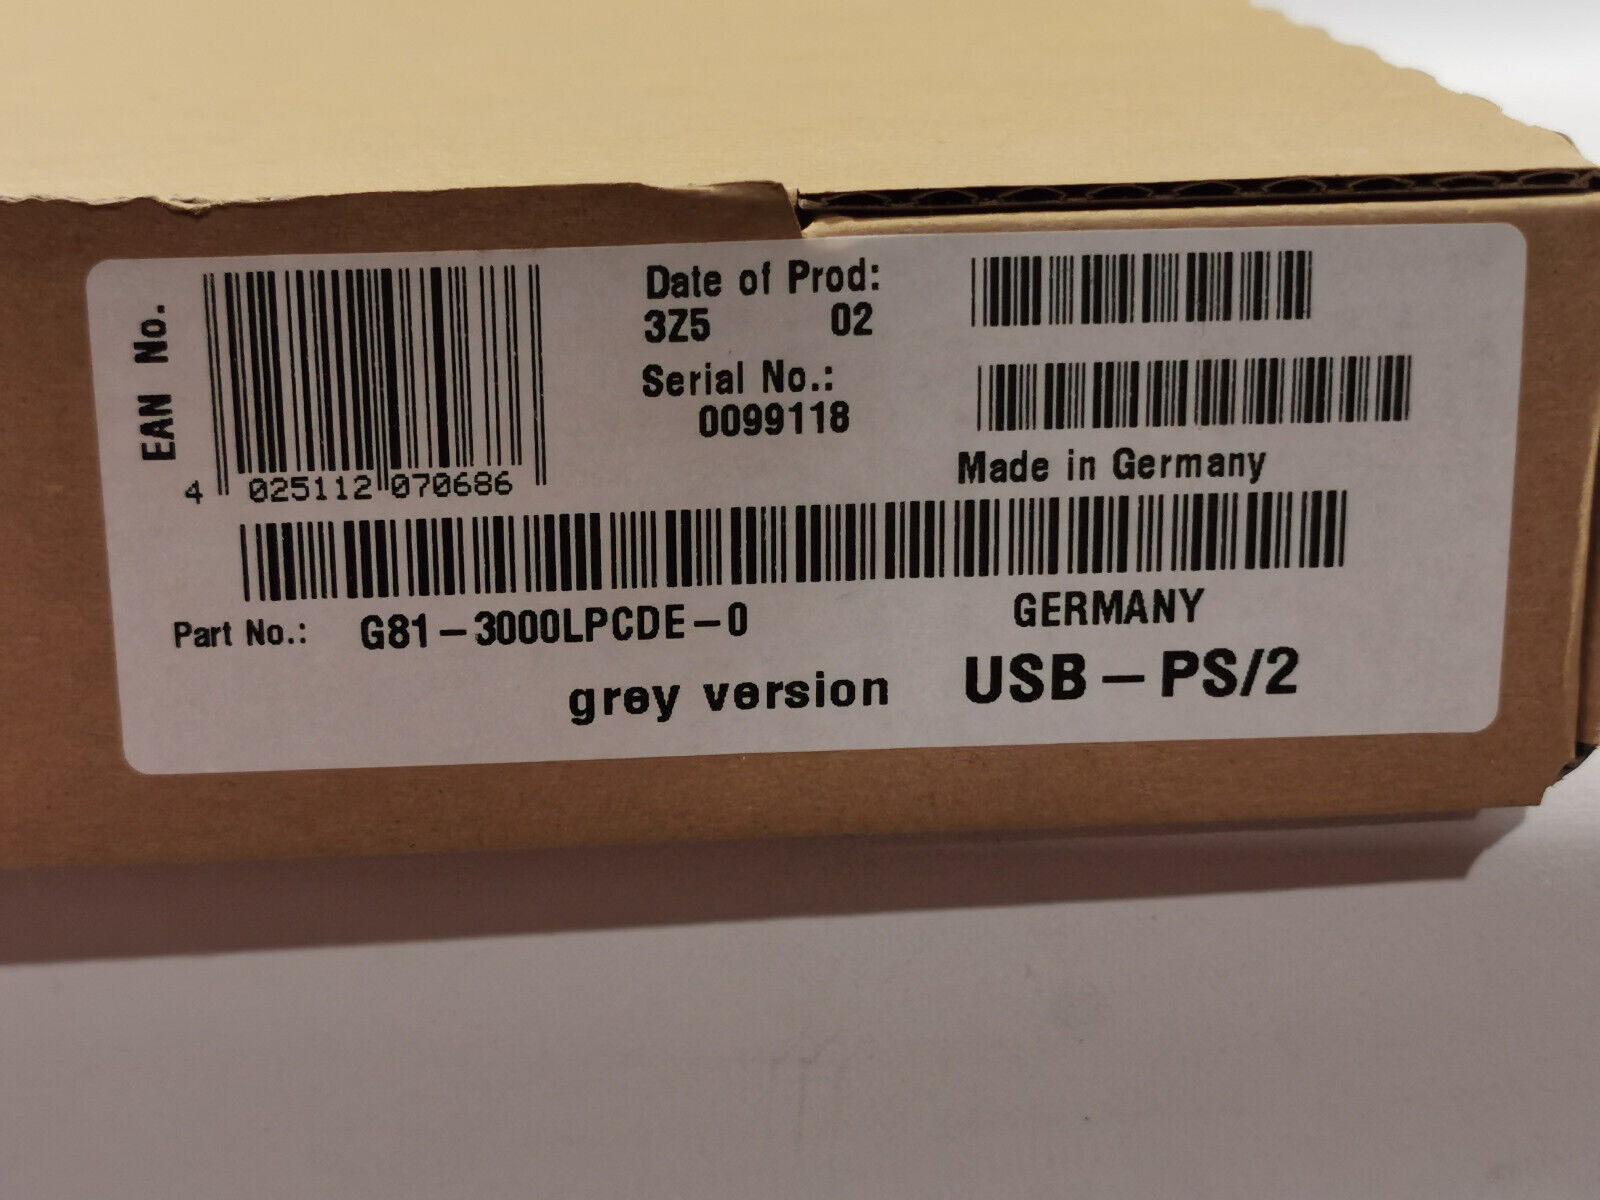 EAN No.
4 025112 070686
Date of Prod:
3Z5 02
Serial No.:
0099118
Made in Germany
Part No.: G81-3000LPCDE-0 GERMANY
grey version USB-PS/2